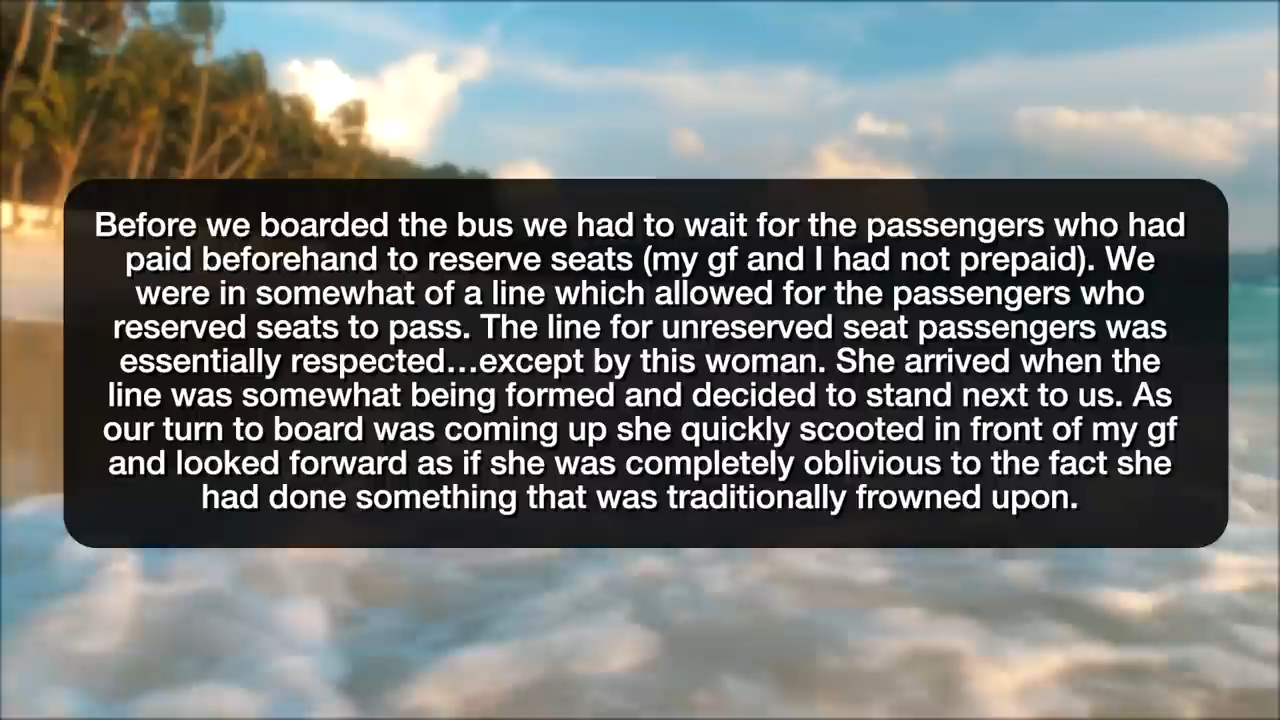 Before we boarded the bus we had to wait for the passengers who had
paid beforehand to reserve seats (my gf and I had not prepaid). We
were in somewhat of a line which allowed for the passengers who
reserved seats to pass. The line for unreserved seat passengers was
essentially respected...except by this woman. She arrived when the
line was somewhat being formed and decided to stand next to us. As
our turn to board was coming up she quickly scooted in front of my gf
and looked forward as if she was completely oblivious to the fact she
had done something that was traditionally frowned upon.